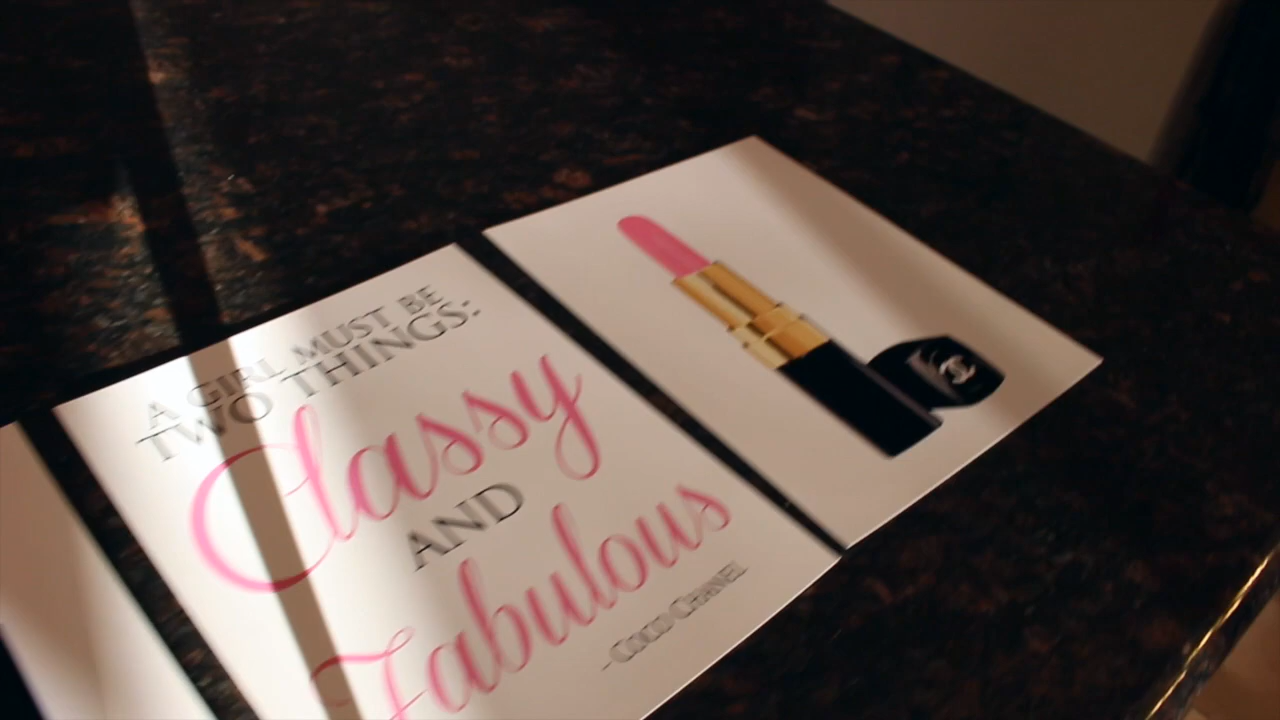 A GIRL MUST BE
TWO THINGS:
Classy
AND
Fabulous
- COCO CHANEL